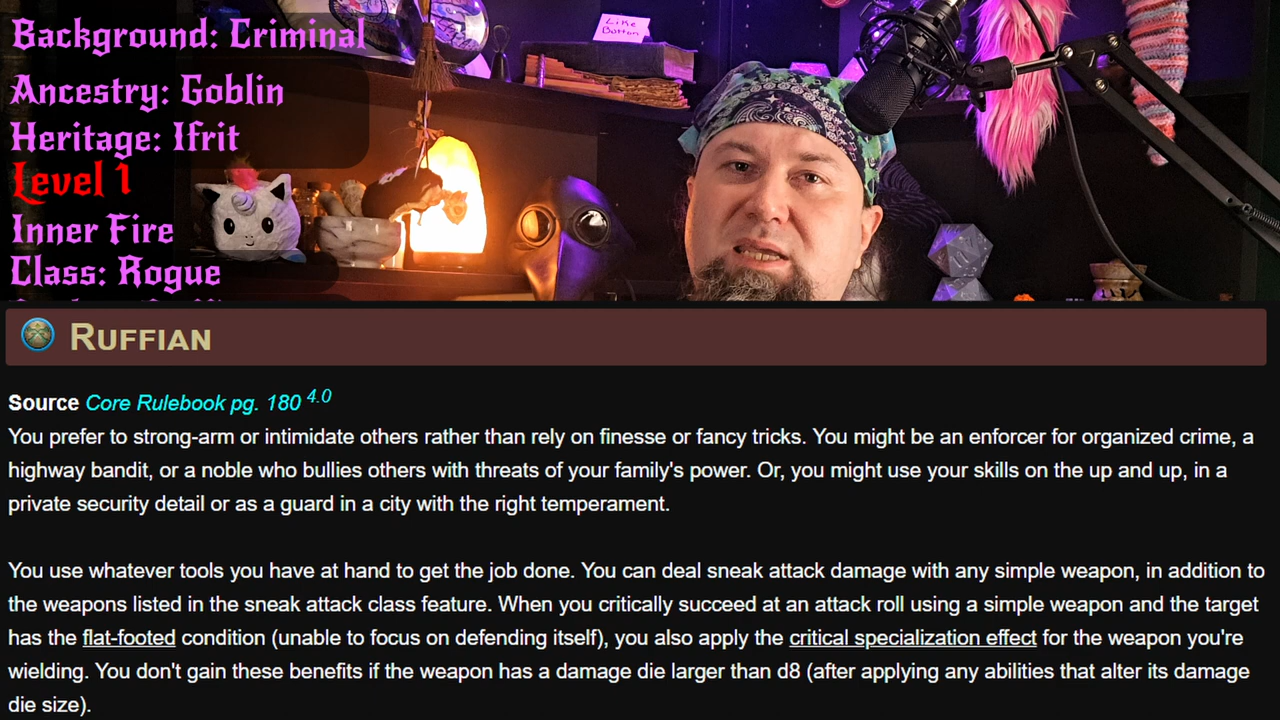 Background: Criminal
Like
Button
Ancestry: Goblin
Heritage: Ifrit
Level 1
Inner Fire
Class: Rogue
Ruffian
Source Core Rulebook pg. 180 4.0
You prefer to strong-arm or intimidate others rather than rely on finesse or fancy tricks. You might be an enforcer for organized crime, a
highway bandit, or a noble who bullies others with threats of your family's power. Or, you might use your skills on the up and up, in a
private security detail or as a guard in a city with the right temperament.
You use whatever tools you have at hand to get the job done. You can deal sneak attack damage with any simple weapon, in addition to
the weapons listed in the sneak attack class feature. When you critically succeed at an attack roll using a simple weapon and the target
has the flat-footed condition (unable to focus on defending itself), you also apply the critical specialization effect for the weapon you're
wielding. You don't gain these benefits if the weapon has a damage die larger than d8 (after applying any abilities that alter its damage
die size).